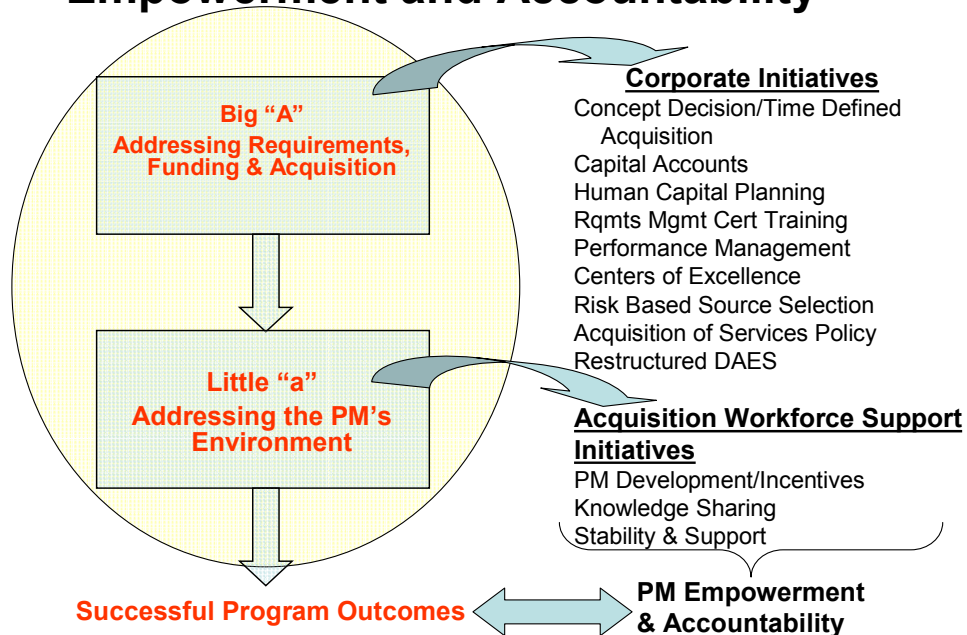 Empowerment and Accountability
Big “A”
Addressing Requirements,
Funding & Acquisition
Corporate Initiatives
Concept Decision/Time Defined
Acquisition
Capital Accounts
Human Capital Planning
Rqmts Mgmt Cert Training
Performance Management
Centers of Excellence
Risk Based Source Selection
Acquisition of Services Policy
Restructured DAES
Little “a”
Addressing the PM’s
Environment
Acquisition Workforce Support
Initiatives
PM Development/Incentives
Knowledge Sharing
Stability & Support
Successful Program Outcomes
PM Empowerment
& Accountability